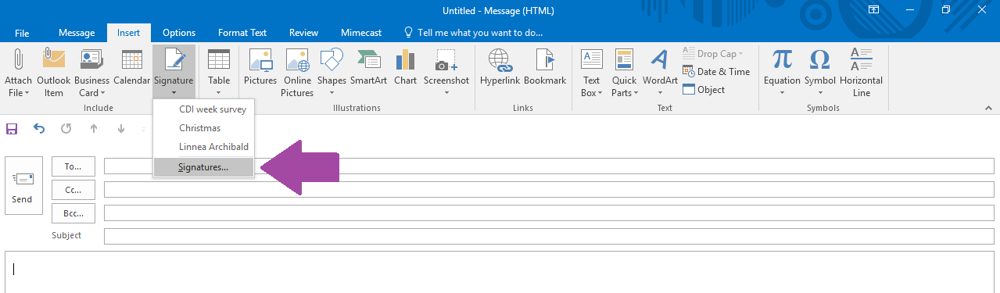 Untitled - Message (HTML)
File Message Insert Options Format Text Review Mimecast Tell me what you want to do...
Attach File
Outlook Item
Business Card
Calendar
Signature
Table
Pictures
Online Pictures
Shapes
SmartArt
Chart
Screenshot
Hyperlink
Bookmark
Text Box
Quick Parts
WordArt
Drop Cap
Date & Time
Object
Equation
Symbol
Horizontal Line
Include Illustrations Text Symbols
CDI week survey
Christmas
Linnea Archibald
Signatures...
Send
To...
Cc...
Bcc...
Subject